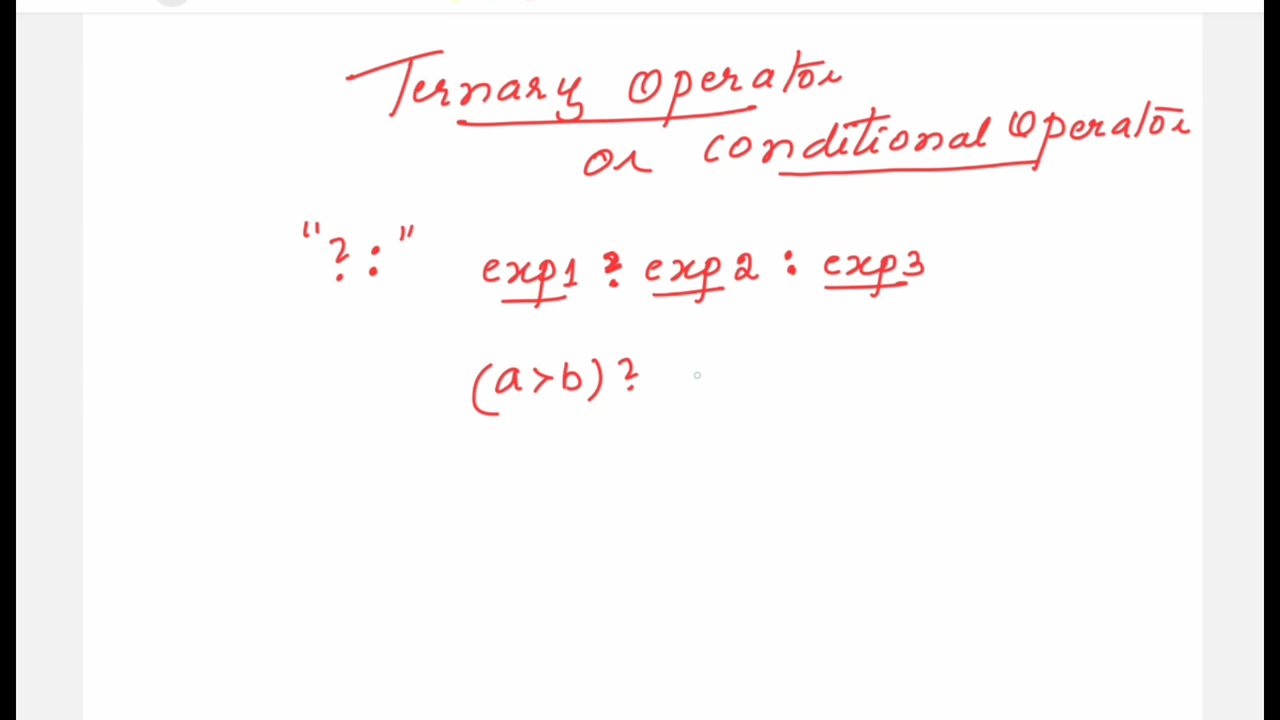 Ternary Operator
or conditional Operator
"?:" exp1 ? exp2 : exp3
(a>b)?